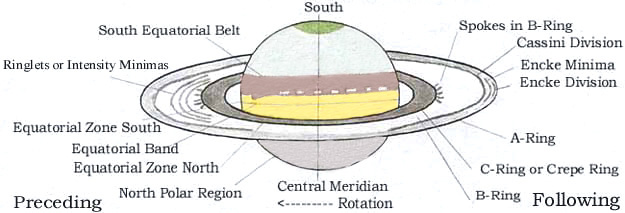 South
South Equatorial Belt
Spokes in B-Ring
Cassini Division
Ringlets or Intensity Minimas
Encke Minima
Encke Division
Equatorial Zone South
Equatorial Band
Equatorial Zone North
A-Ring
C-Ring or Crepe Ring
North Polar Region
Central Meridian
B-Ring
Preceding
<-------- Rotation
Following